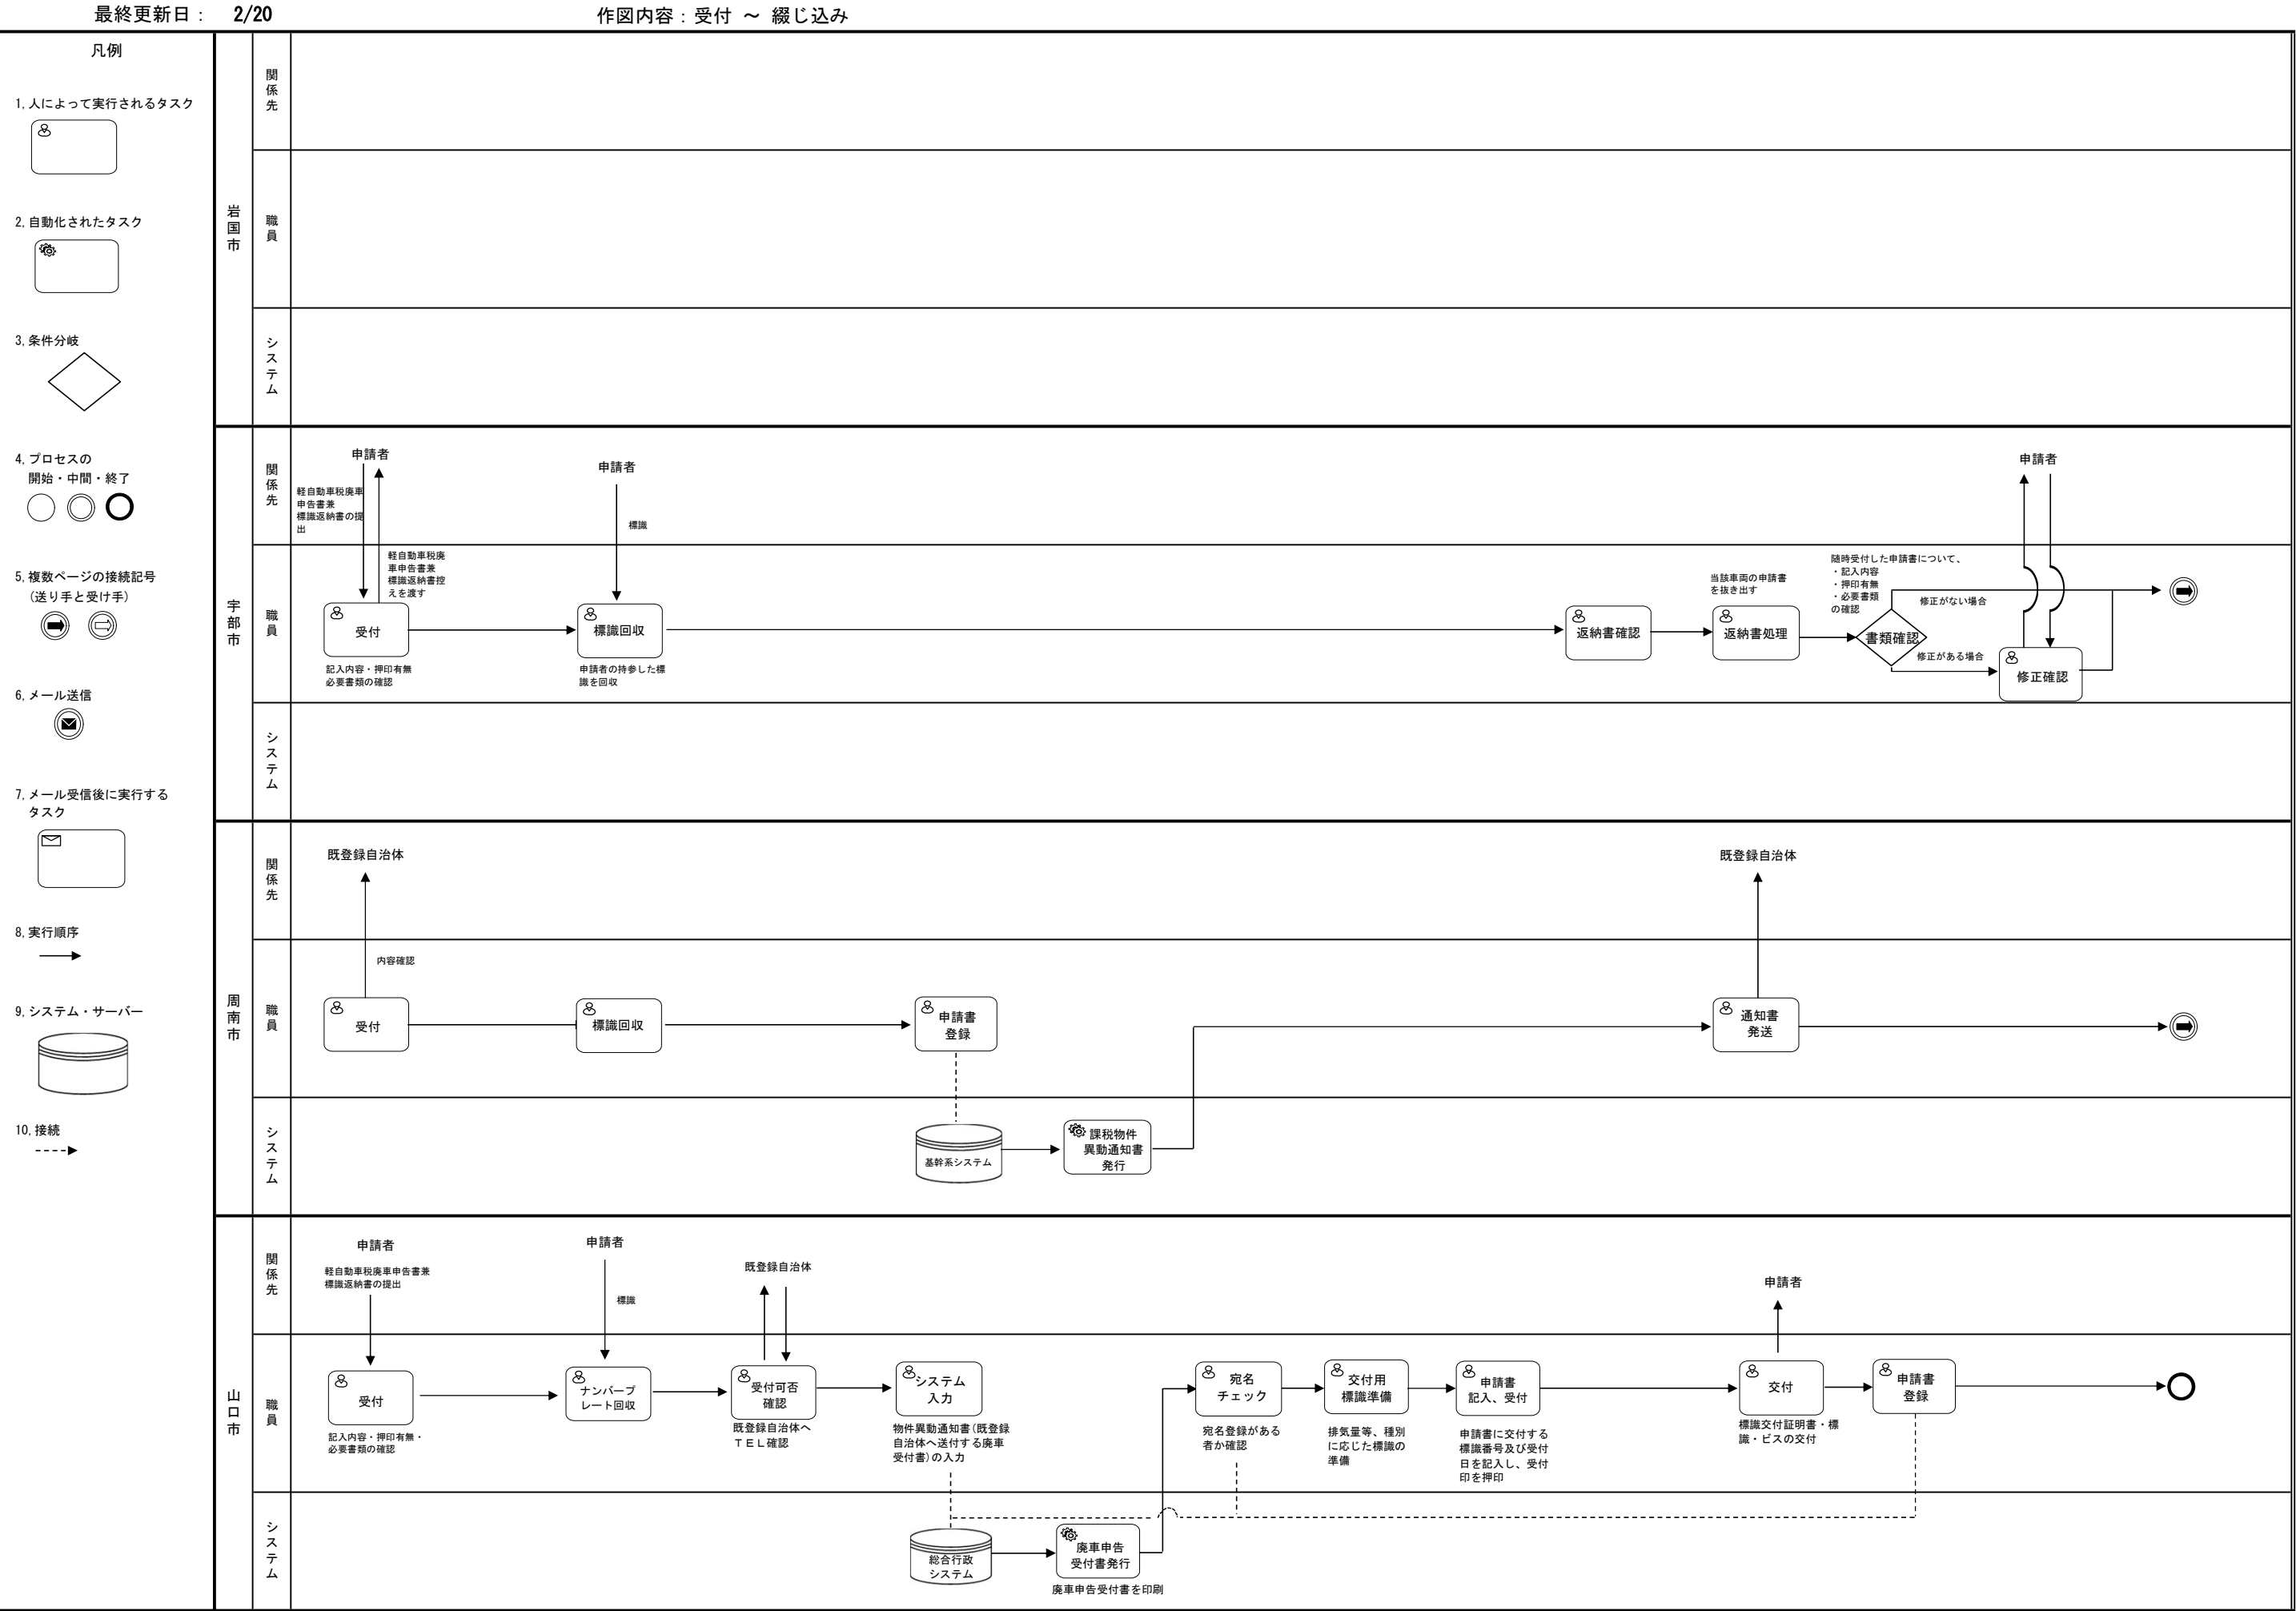 最終更新日： 2/20
作図内容：受付 ～ 綴じ込み
凡例
1,人によって実行されるタスク
2,自動化されたタスク
3,条件分岐
4,プロセスの
開始・中間・終了
5,複数ページの接続記号
(送り手と受け手)
6,メール送信
7,メール受信後に実行する
タスク
8,実行順序
9,システム・サーバー
10,接続
岩国市
関係先
職員
システム
宇部市
関係先
申請者
軽自動車税廃車
申告書兼
標識返納書の提
出
申請者
標識
申請者
職員
軽自動車税廃
車申告書兼
標識返納書控
えを渡す
受付
記入内容・押印有無
必要書類の確認
標識回収
申請者の持参した標
識を回収
返納書確認
当該車両の申請書
を抜き出す
返納書処理
随時受付した申請書について、
・記入内容
・押印有無
・必要書類
の確認
書類確認
修正がない場合
修正がある場合
修正確認
システム
周南市
関係先
既登録自治体
既登録自治体
職員
内容確認
受付
標識回収
申請書
登録
通知書
発送
システム
基幹系システム
課税物件
異動通知書
発行
山口市
関係先
申請者
軽自動車税廃車申告書兼
標識返納書の提出
申請者
標識
既登録自治体
申請者
職員
受付
記入内容・押印有無・
必要書類の確認
ナンバープ
レート回収
受付可否
確認
既登録自治体へ
ＴＥＬ確認
システム
入力
物件異動通知書(既登録
自治体へ送付する廃車
受付書)の入力
宛名
チェック
宛名登録がある
者か確認
交付用
標識準備
排気量等、種別
に応じた標識の
準備
申請書
記入、受付
申請書に交付する
標識番号及び受付
日を記入し、受付
印を押印
交付
標識交付証明書・標
識・ビスの交付
申請書
登録
システム
総合行政
システム
廃車申告
受付書発行
廃車申告受付書を印刷